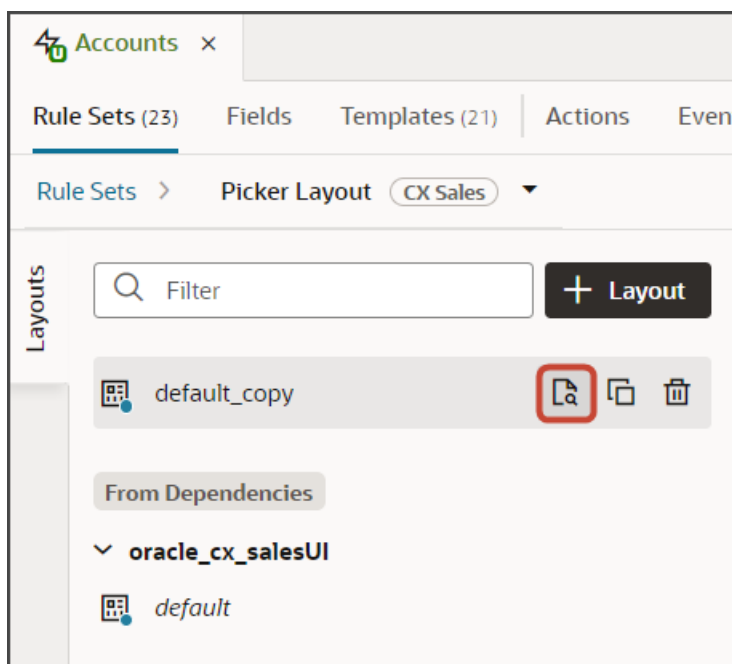 Accounts ×
Rule Sets (23) Fields Templates (21) Actions Even
Rule Sets > Picker Layout CX Sales
Layouts
Filter
+ Layout
default_copy
From Dependencies
oracle_cx_salesUI
default